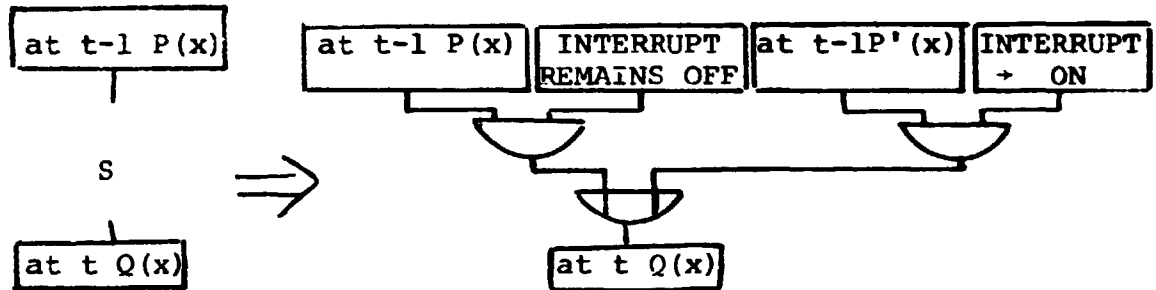 at t-1 P(x)
S
at t Q(x)
at t-1 P(x)
INTERRUPT
REMAINS OFF
at t-1P'(x)
INTERRUPT
→ ON
at t Q(x)